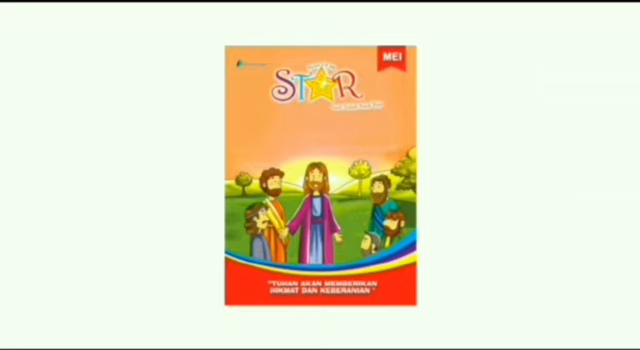 MEI
STAR
"TUHAN AKAN MEMBERIKAN
HIKMAT DAN KEBERANIAN"